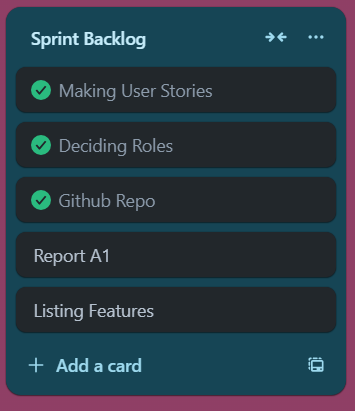 Sprint Backlog
Making User Stories
Deciding Roles
Github Repo
Report A1
Listing Features
Add a card